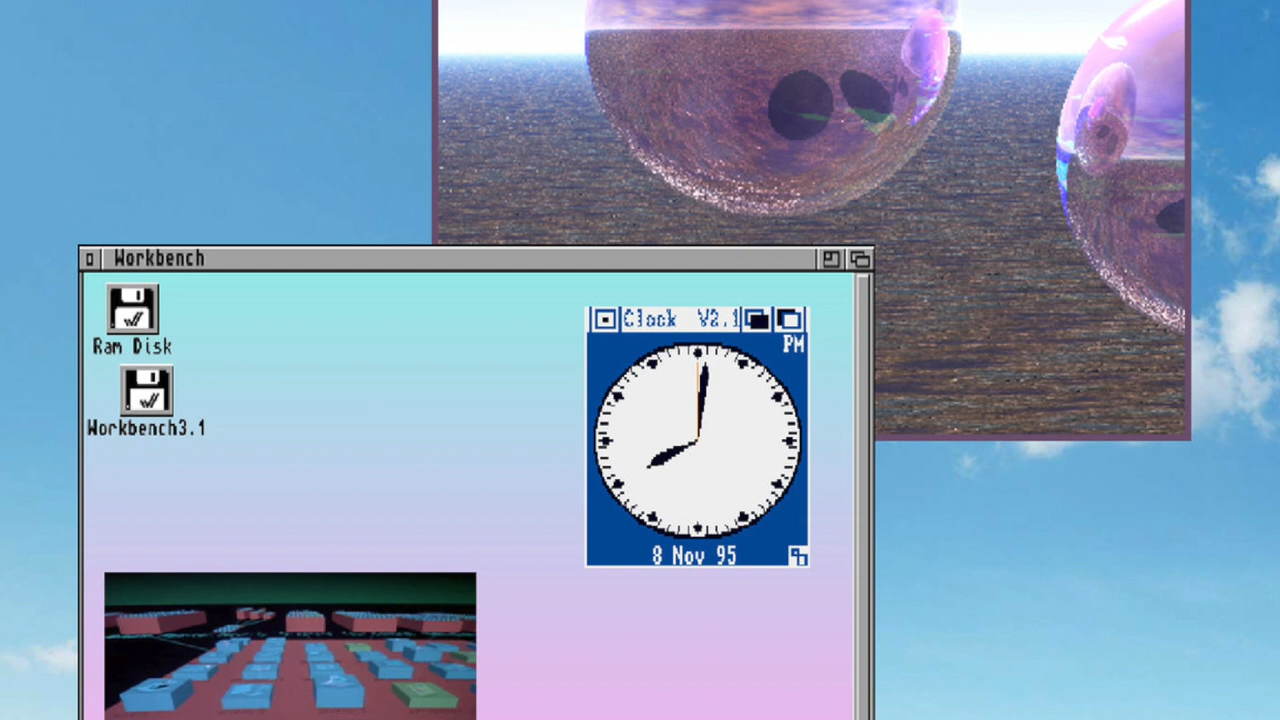 Workbench
Ram Disk
Workbench3.1
Clock V2.1
PM
8 Nov 95